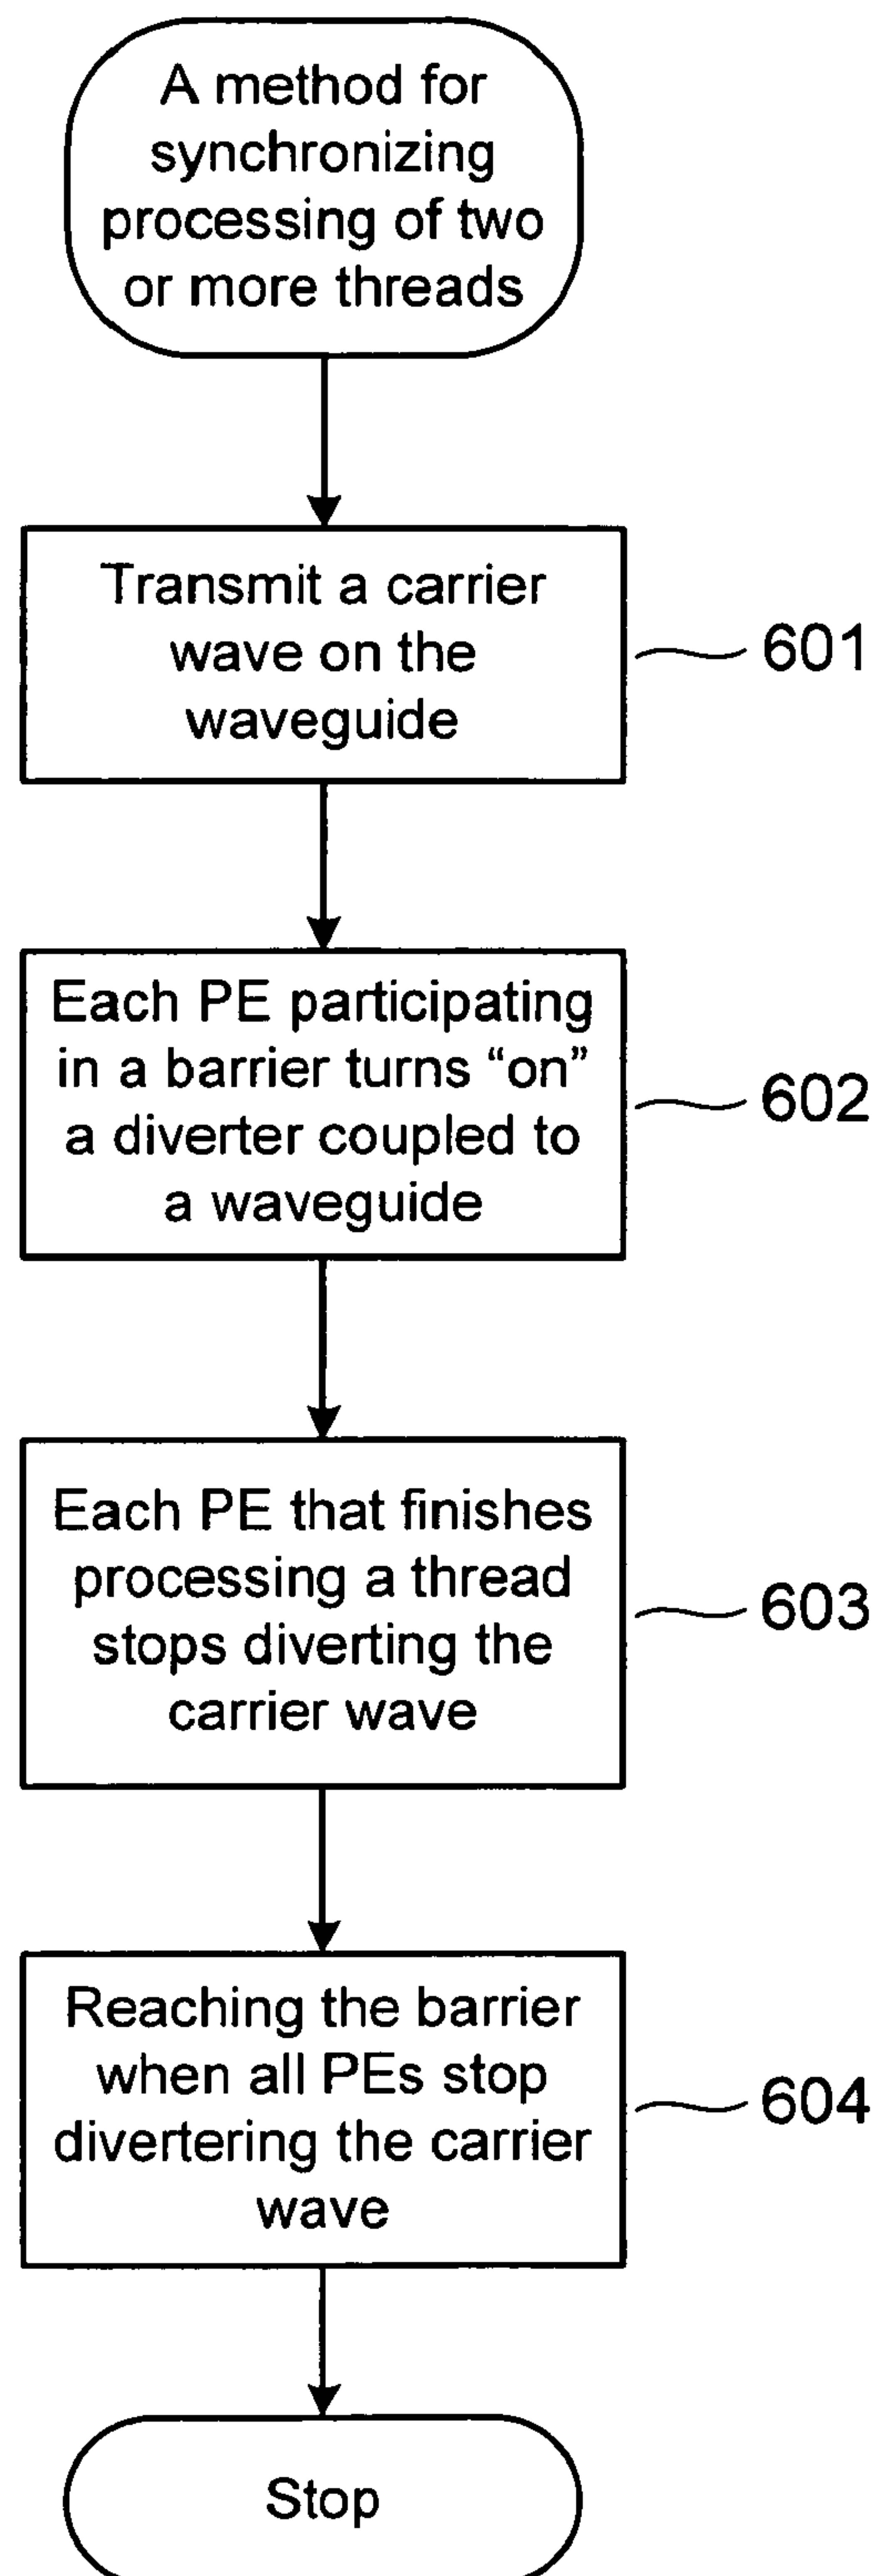 A method for
synchronizing
processing of two
or more threads
Transmit a carrier
wave on the
waveguide
601
Each PE participating
in a barrier turns “on”
a diverter coupled to
a waveguide
602
Each PE that finishes
processing a thread
stops diverting the
carrier wave
603
Reaching the barrier
when all PEs stop
divertering the carrier
wave
604
Stop